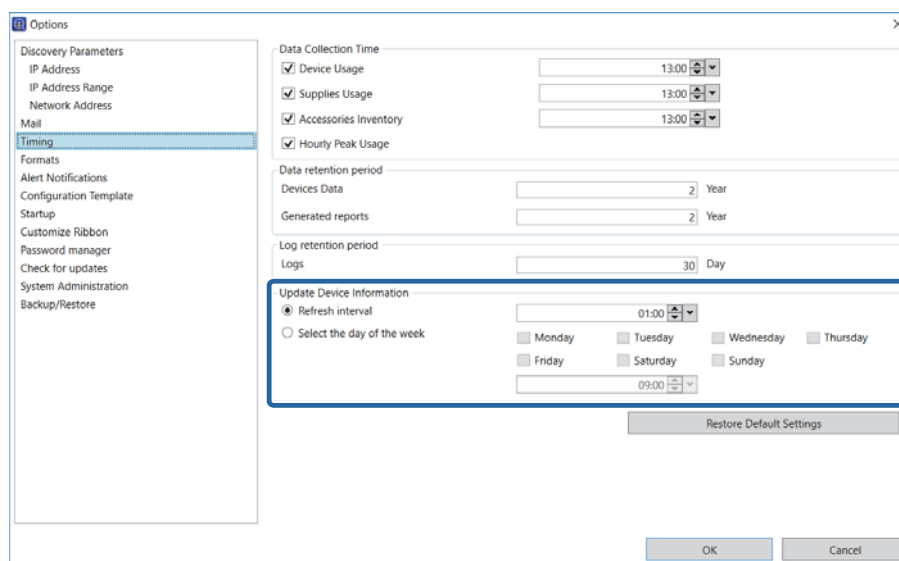 Options
Discovery Parameters
IP Address
IP Address Range
Network Address
Mail
Timing
Formats
Alert Notifications
Configuration Template
Startup
Customize Ribbon
Password manager
Check for updates
System Administration
Backup/Restore
Data Collection Time
Device Usage 13:00
Supplies Usage 13:00
Accessories Inventory 13:00
Hourly Peak Usage
Data retention period
Devices Data 2 Year
Generated reports 2 Year
Log retention period
Logs 30 Day
Update Device Information
Refresh interval 01:00
Select the day of the week
Monday Tuesday Wednesday Thursday
Friday Saturday Sunday
09:00
Restore Default Settings
OK Cancel